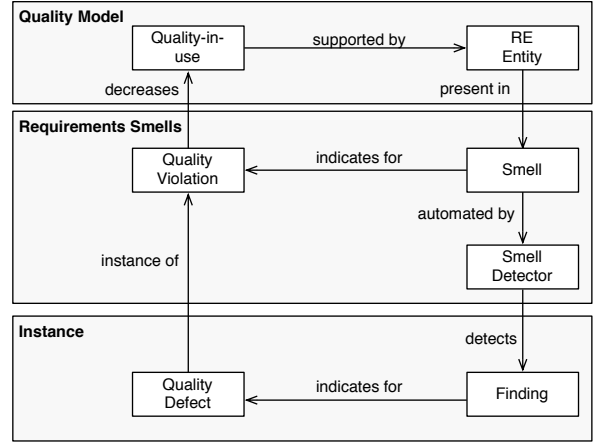 Quality Model
Quality-in-
use
supported by
RE
Entity
decreases
present in
Requirements Smells
Quality
Violation
indicates for
Smell
automated by
instance of
Smell
Detector
Instance
detects
Quality
Defect
indicates for
Finding